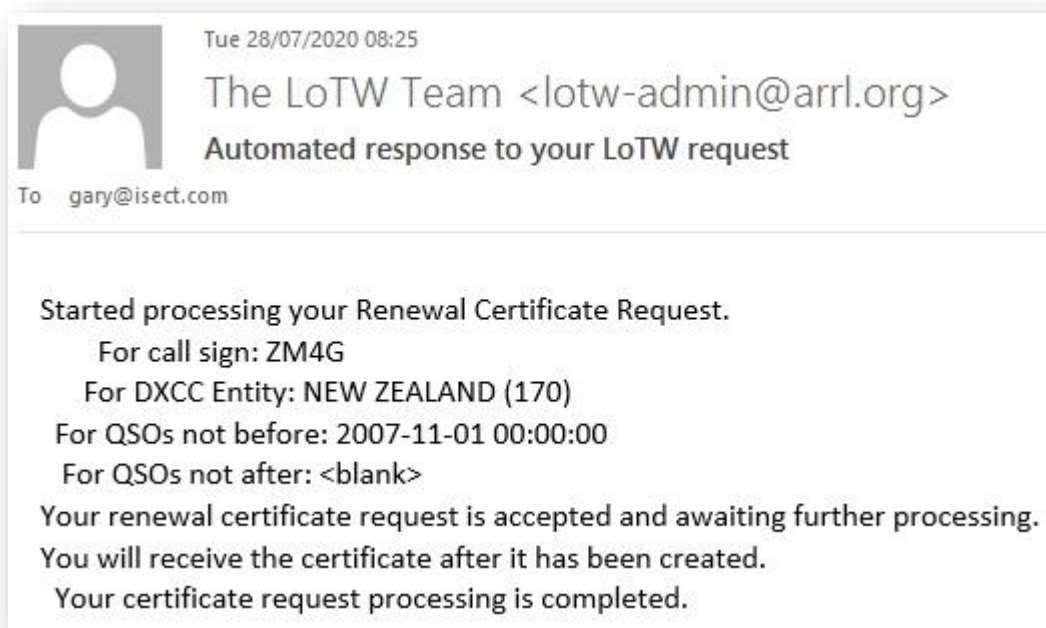 Tue 28/07/2020 08:25
The LoTW Team <lotw-admin@arrl.org>
Automated response to your LoTW request
To gary@isect.com
Started processing your Renewal Certificate Request.
For call sign: ZM4G
For DXCC Entity: NEW ZEALAND (170)
For QSOs not before: 2007-11-01 00:00:00
For QSOs not after: <blank>
Your renewal certificate request is accepted and awaiting further processing.
You will receive the certificate after it has been created.
Your certificate request processing is completed.